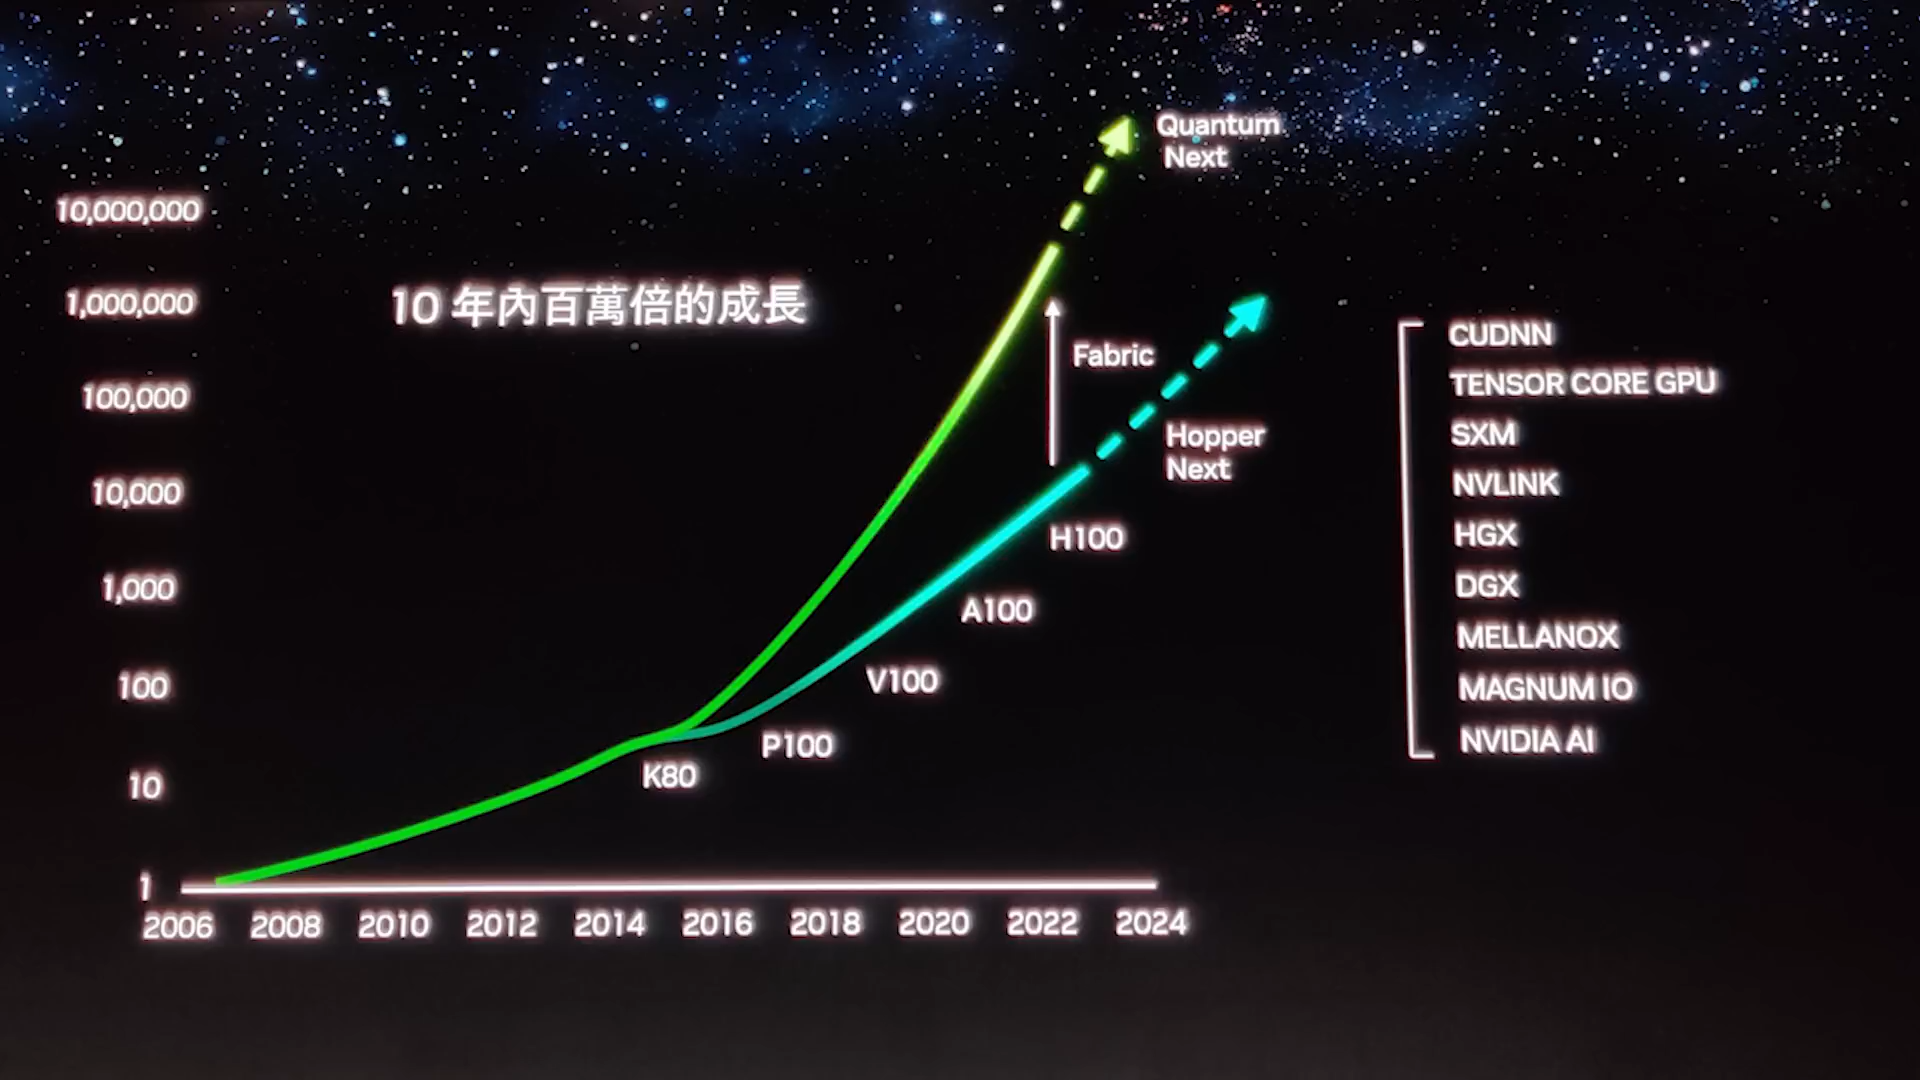 Quantum
Next
10,000,000
1,000,000
10 年內百萬倍的成長
Fabric
CUDNN
TENSOR CORE GPU
100,000
Hopper
Next
SXM
NVLINK
10,000
H100
HGX
1,000
A100
DGX
MELLANOX
100
V100
MAGNUM IO
P100
NVIDIA AI
K80
10
1
2006 2008 2010 2012 2014 2016 2018 2020 2022 2024